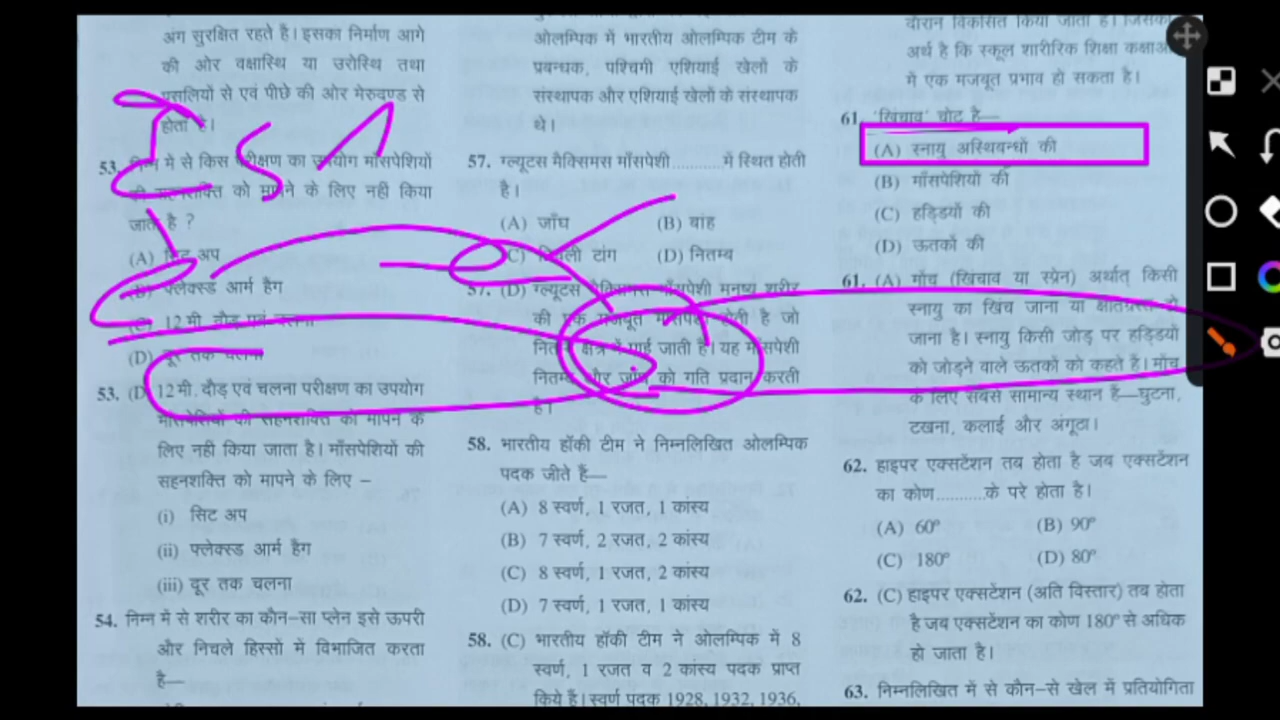 अंग सुरक्षित रहते है। इसका निर्माण आगे
की ओर वक्षास्थि या उरोस्थि तथा
पसलियों से एवं पीछे की ओर मेरुदण्ड से
होता है।
53. निम्न मे से किस परीक्षण का उपयोग माँसपेशियों
की सहनशक्ति को मापने के लिए नही किया
जाता है ?
(A) सिट अप
(B) फ्लेक्स्ड आर्म हैग
(C) 12 मी. दौड़ एवं चलना
(D) दूर तक चलना
53. (D) 12 मी. दौड़ एवं चलना परीक्षण का उपयोग
माँसपेशियों की सहनशक्ति को मापने के
लिए नही किया जाता है। माँसपेशियों की
सहनशक्ति को मापने के लिए –
(i) सिट अप
(ii) फ्लेक्स्ड आर्म हैग
(iii) दूर तक चलना
54. निम्न में से शरीर का कौन–सा प्लेन इसे ऊपरी
और निचले हिस्सों में विभाजित करता
है—
ओलम्पिक में भारतीय ओलम्पिक टीम के
प्रबन्धक, पश्चिगी एशियाई खेलों के
संस्थापक और एशियाई खेलों के संस्थापक
थे।
57. ग्ल्यूटस मैक्सिमस माँसपेशी...........में स्थित होती
है।
(A) जाँघ (B) बांह
(C) निचली टांग (D) नितम्ब
57. (D) ग्ल्यूटस मैक्सिमस माँसपेशी मनुष्य शरीर
की एक मजबूत माँसपेशी होती है जो
नितम्ब क्षेत्र में पाई जाती है। यह माँसपेशी
नितम्ब और जाँघ को गति प्रदान करती
है।
58. भारतीय हॉकी टीम ने निम्नलिखित ओलम्पिक
पदक जीते हैं—
(A) 8 स्वर्ण, 1 रजत, 1 कांस्य
(B) 7 स्वर्ण, 2 रजत, 2 कांस्य
(C) 8 स्वर्ण, 1 रजत, 2 कांस्य
(D) 7 स्वर्ण, 1 रजत, 1 कांस्य
58. (C) भारतीय हॉकी टीम ने ओलम्पिक में 8
स्वर्ण, 1 रजत व 2 कांस्य पदक प्राप्त
किये हैं। स्वर्ण पदक 1928, 1932, 1936,
दौरान विकसित किया जाता है। जिसका
अर्थ है कि स्कूल शारीरिक शिक्षा कक्षाओं
में एक मजबूत प्रभाव हो सकता है।
61. 'खिंचाव' चोट है—
(A) स्नायु अस्थिबन्धों की
(B) माँसपेशियों की
(C) हड्डियों की
(D) ऊतकों की
61. (A) मोंच (खिंचाव या स्प्रेन) अर्थात् किसी
स्नायु का खिंच जाना या क्षतिग्रस्त हो
जाना है। स्नायु किसी जोड़ पर हड्डियों
को जोड़ने वाले ऊतकों को कहते है। मोंच
के लिए सबसे सामान्य स्थान हैं—घुटना,
टखना, कलाई और अंगूठा।
62. हाइपर एक्सटेंशन तब होता है जब एक्सटेंशन
का कोण...........के परे होता है।
(A) 60° (B) 90°
(C) 180° (D) 80°
62. (C) हाइपर एक्सटेंशन (अति विस्तार) तब होता
है जब एक्सटेंशन का कोण 180° से अधिक
हो जाता है।
63. निम्नलिखित में से कौन–से खेल में प्रतियोगिता